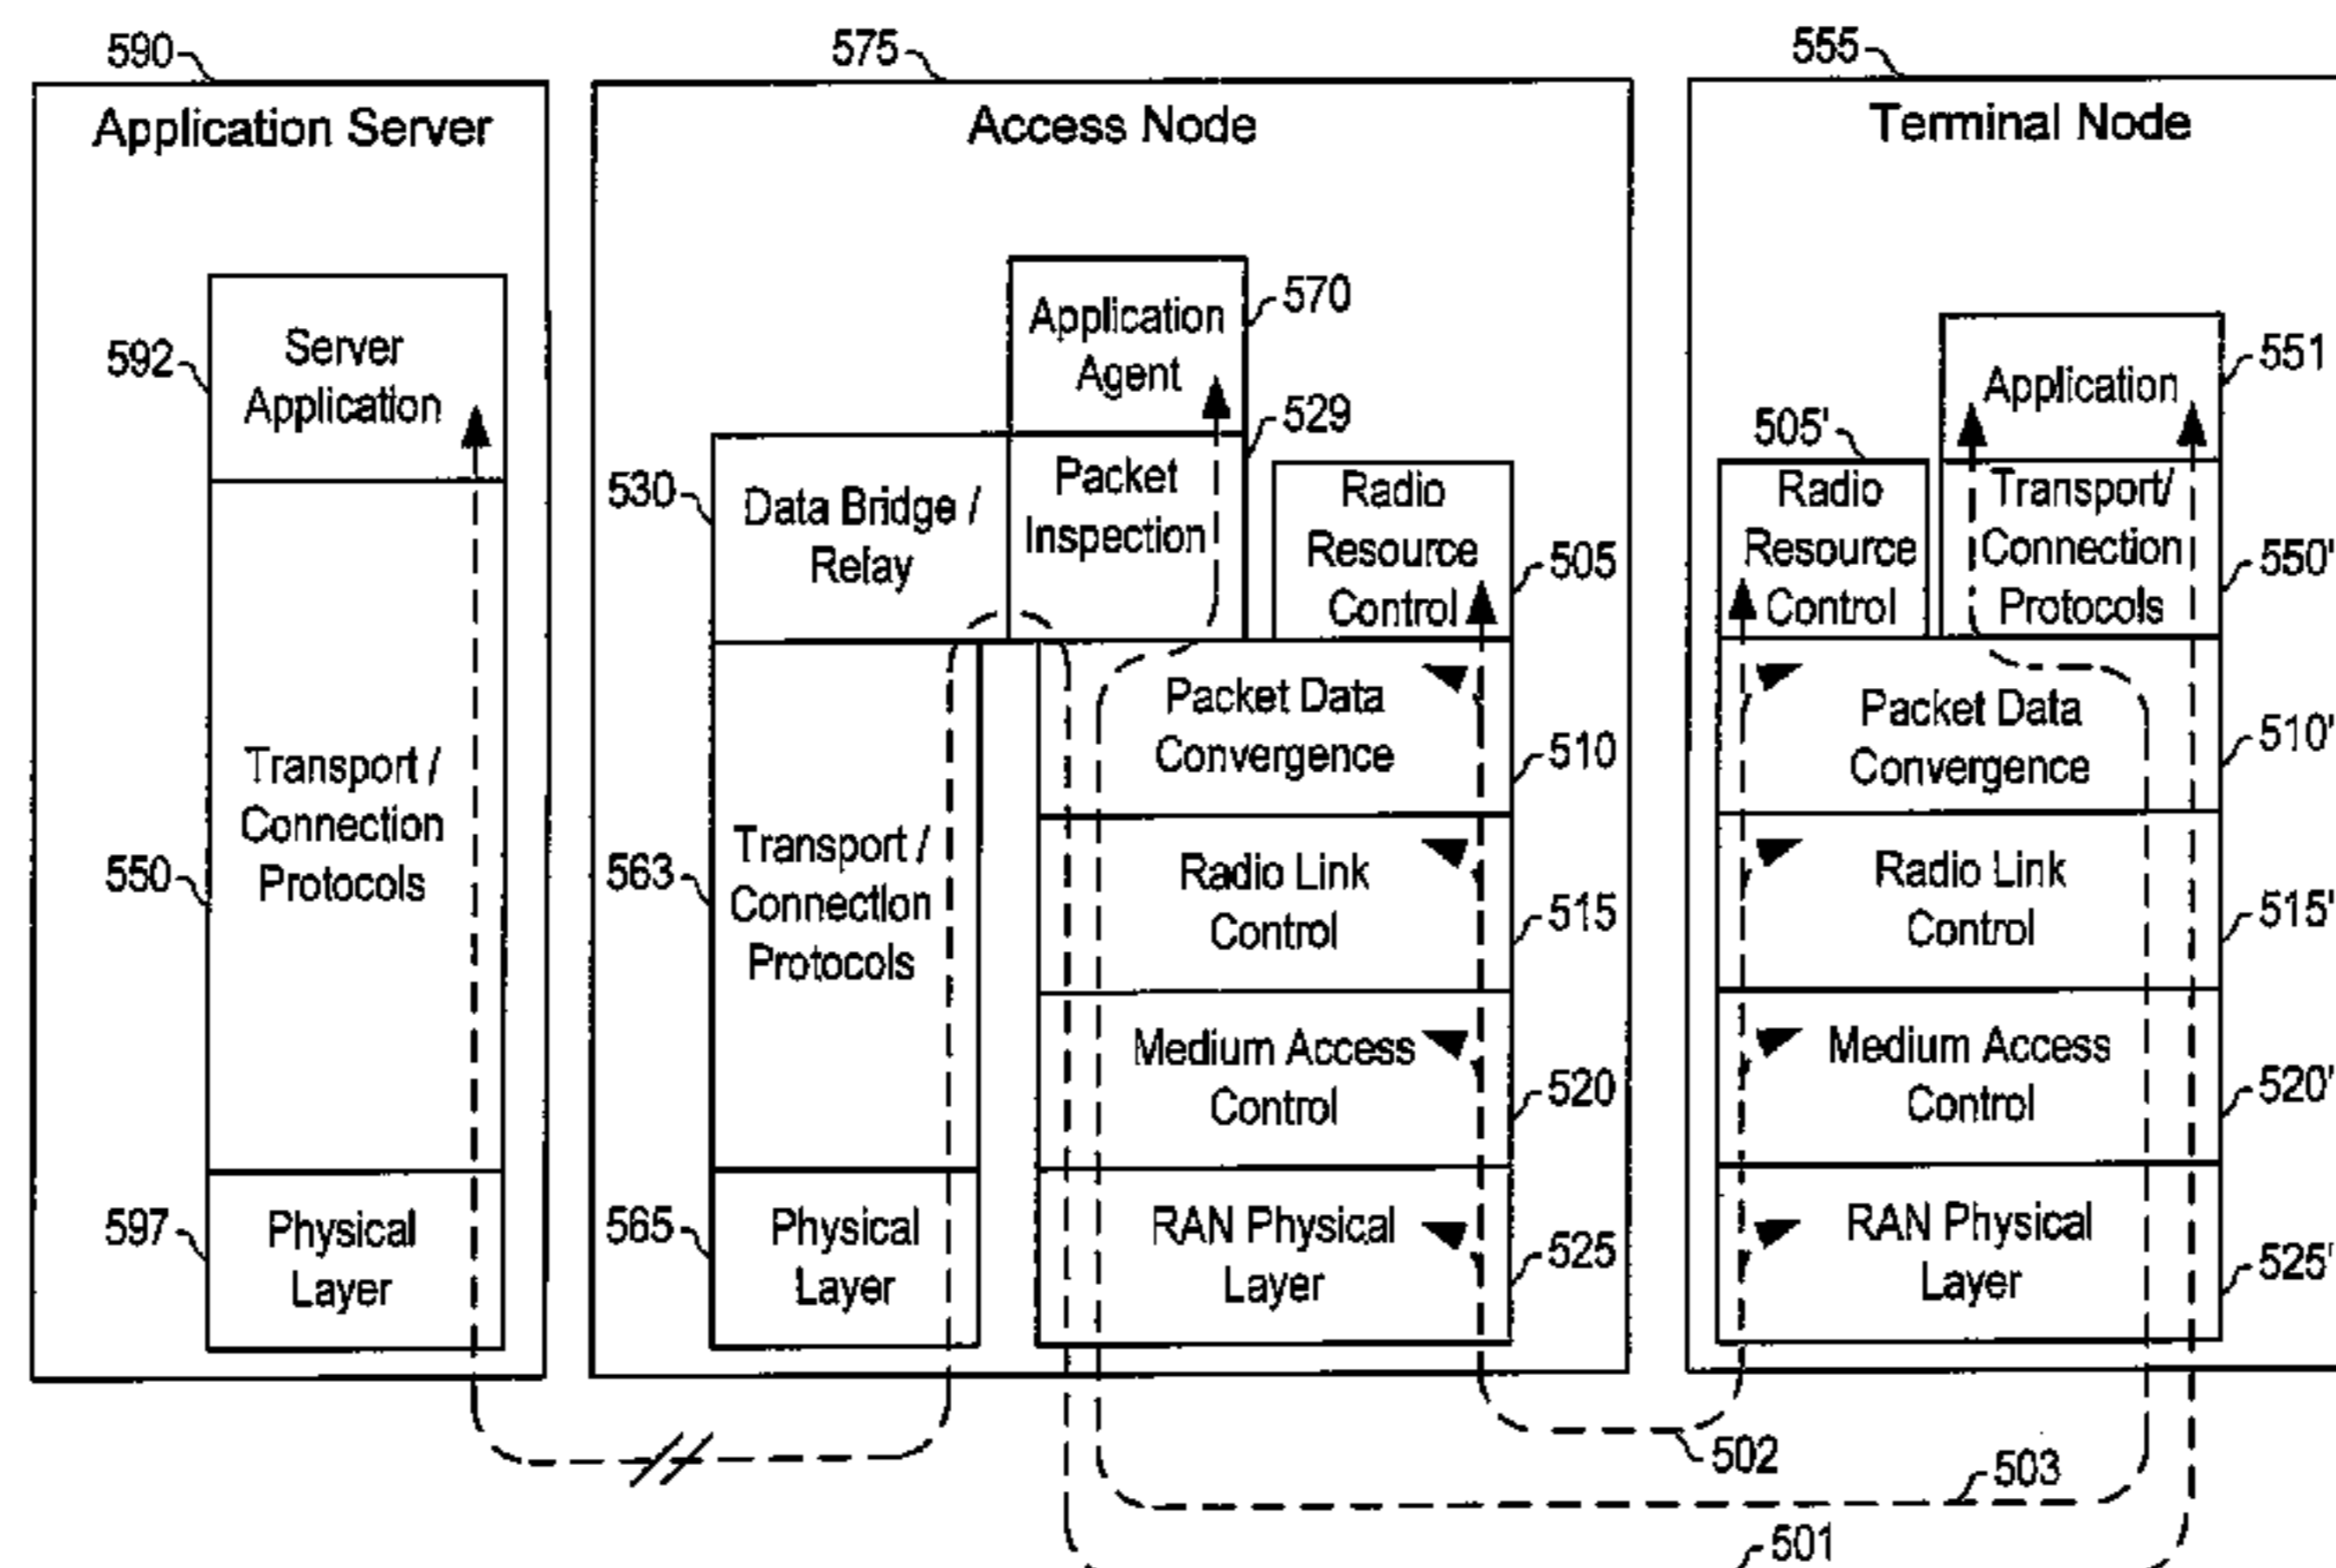 590
Application Server
592
Server
Application
550
Transport /
Connection
Protocols
597
Physical
Layer
575
Access Node
570
Application
Agent
529
530
Data Bridge /
Relay
Packet
Inspection
Radio
Resource
Control
505
563
Transport /
Connection
Protocols
Packet Data
Convergence
510
Radio Link
Control
515
Medium Access
Control
520
565
Physical
Layer
RAN Physical
Layer
525
555
Terminal Node
551
Application
505'
Radio
Resource
Control
Transport/
Connection
Protocols
550'
Packet Data
Convergence
510'
Radio Link
Control
515'
Medium Access
Control
520'
RAN Physical
Layer
525'
502
503
501